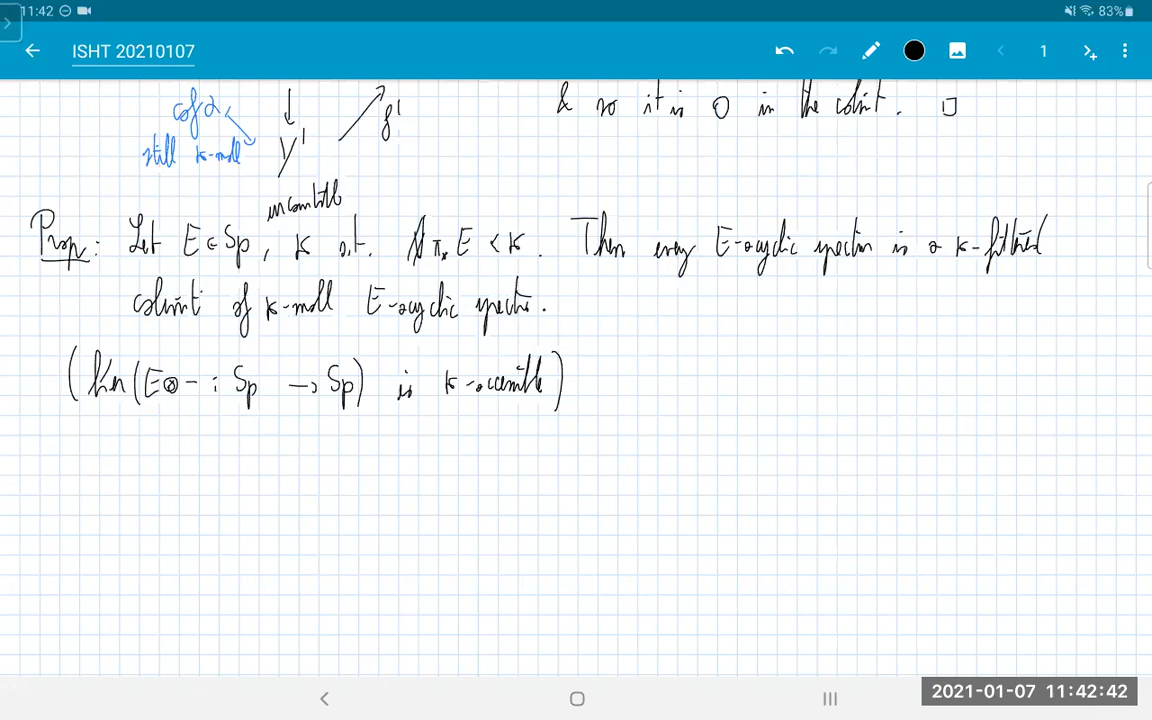 11:42
83%
ISHT 20210107
1
cof α
still κ-small
Y'
f'
& so it is 0 in the colimit. □
uncountable
Prop: Let E ∈ Sp, κ s.t. # π* E < κ. Then every E-acyclic spectrum is a κ-filtered
colimit of κ-small E-acyclic spectra.
(ker(E⊗- : Sp → Sp) is κ-accessible)
2021-01-07 11:42:42